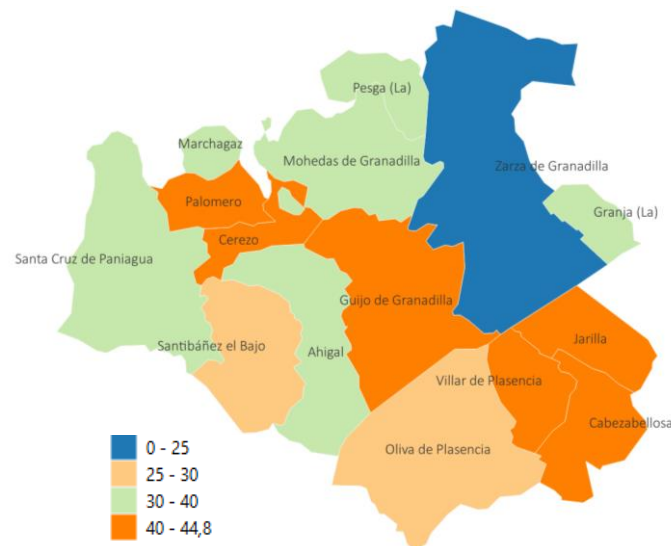 Pesga (La)
Marchagaz
Mohedas de Granadilla
Zarza de Granadilla
Palomero
Granja (La)
Cerezo
Santa Cruz de Paniagua
Guijo de Granadilla
Jarilla
Santibáñez el Bajo
Ahigal
Villar de Plasencia
Cabezabellosa
Oliva de Plasencia
0 - 25
25 - 30
30 - 40
40 - 44,8